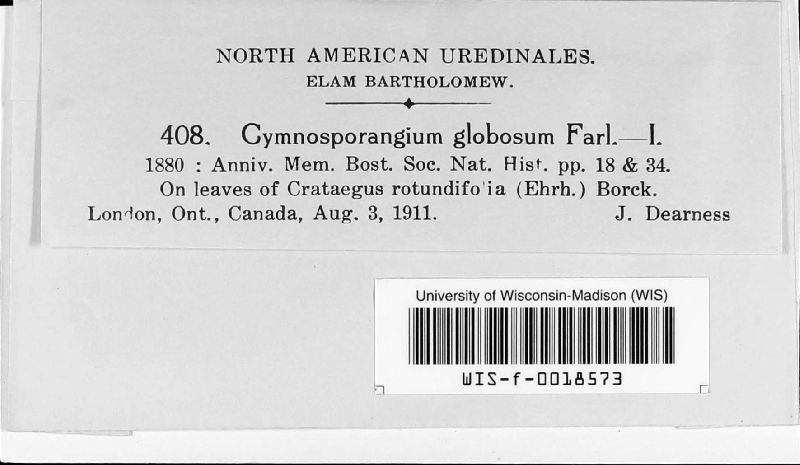 NORTH AMERICAN UREDINALES.
ELAM BARTHOLOMEW.
408. Gymnosporangium globosum Farl.—I.
1880 : Anniv. Mem. Bost. Soc. Nat. Hist. pp. 18 & 34.
On leaves of Crataegus rotundifolia (Ehrh.) Borck.
London, Ont., Canada, Aug. 3, 1911. J. Dearness
University of Wisconsin-Madison (WIS)
WIS-f-0018573